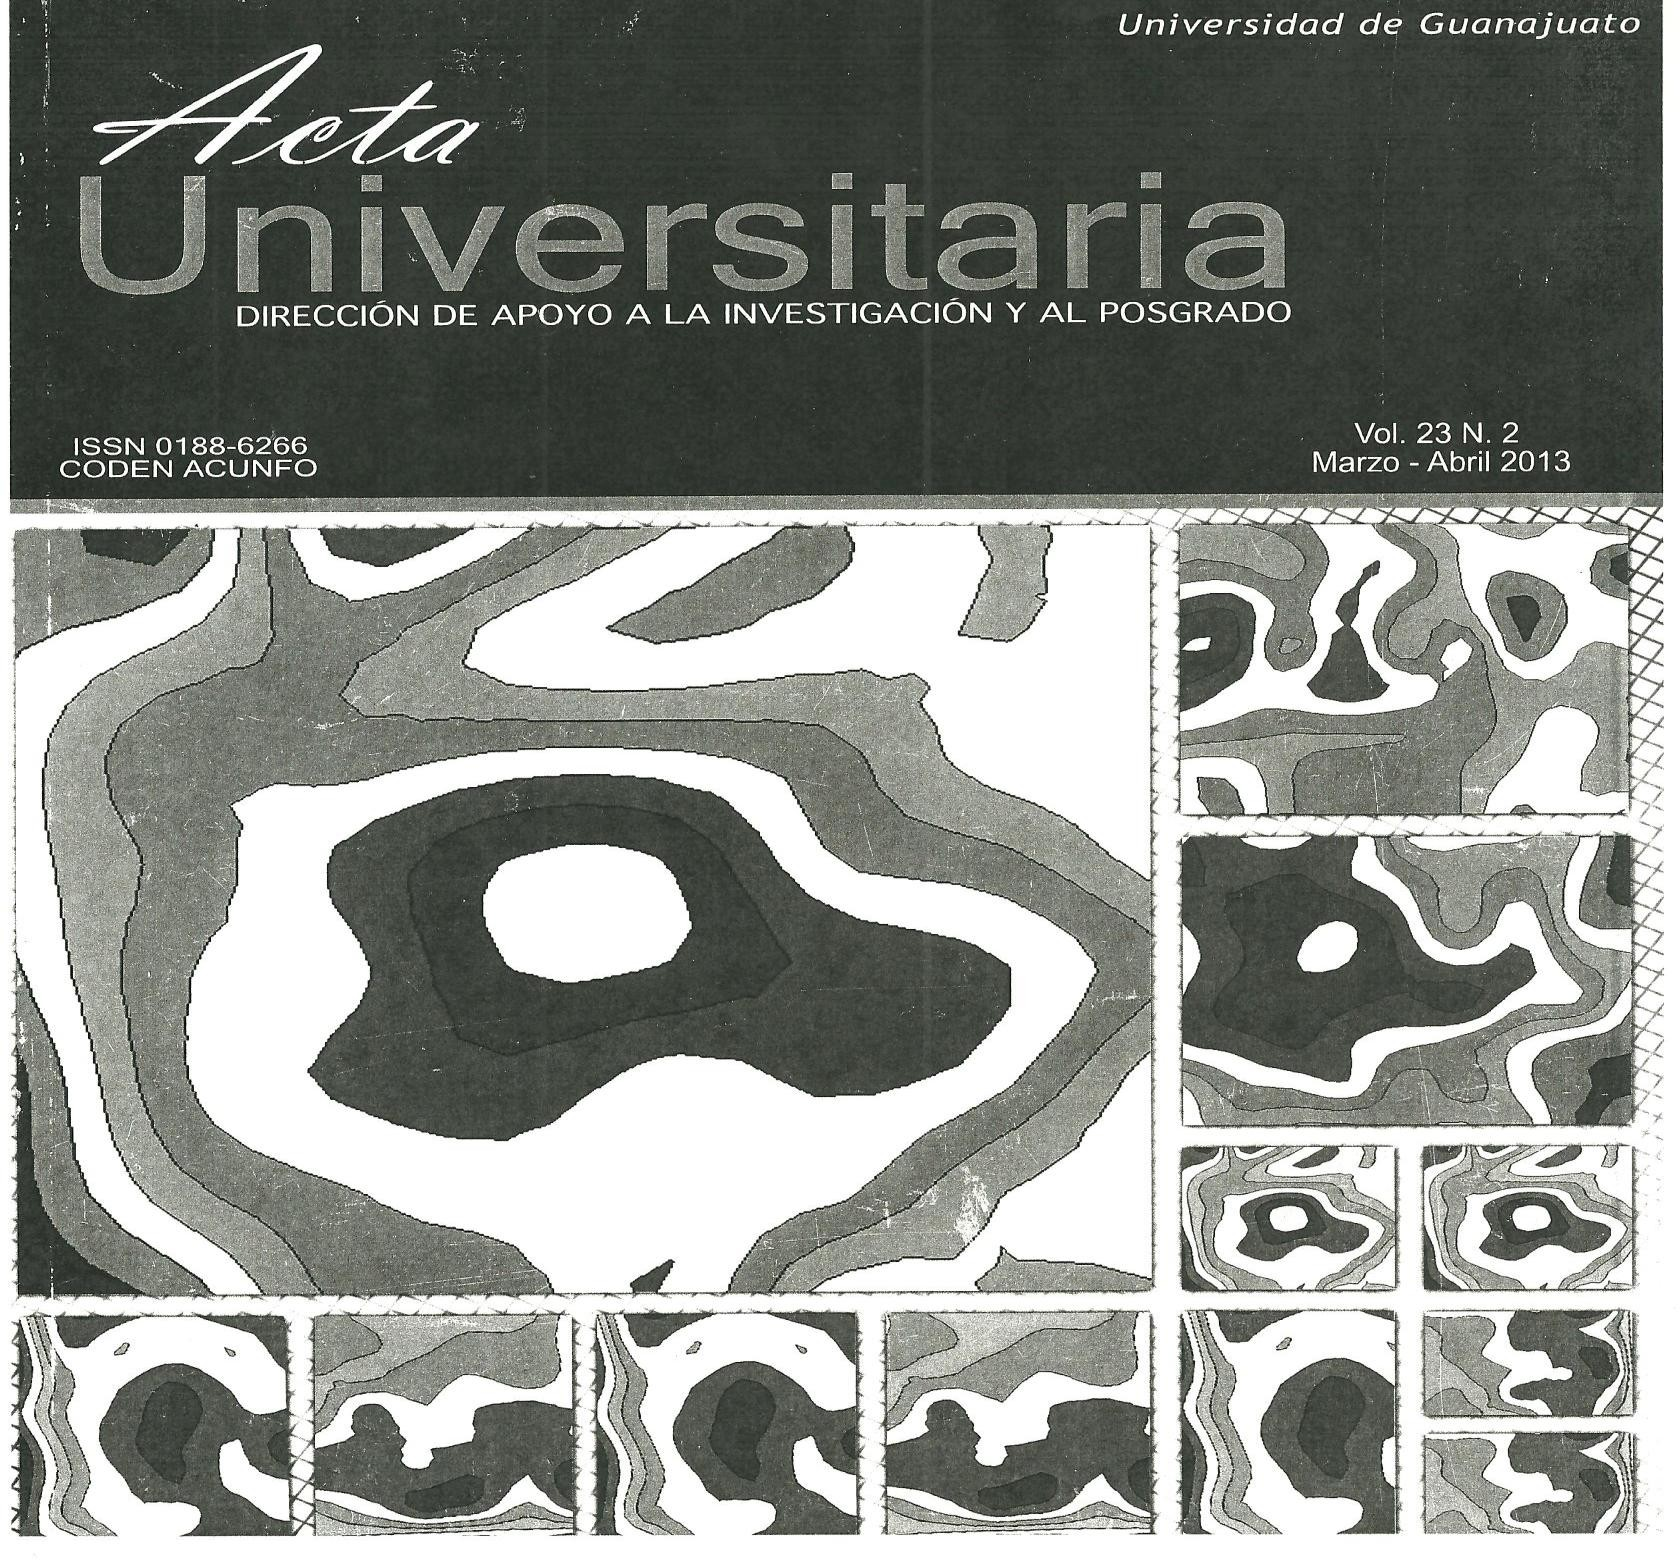 Universidad de Guanajuato
Acta
Universitaria
DIRECCIÓN DE APOYO A LA INVESTIGACIÓN Y AL POSGRADO
ISSN 0188-6266
CODEN ACUNFO
Vol. 23 N. 2
Marzo - Abril 2013